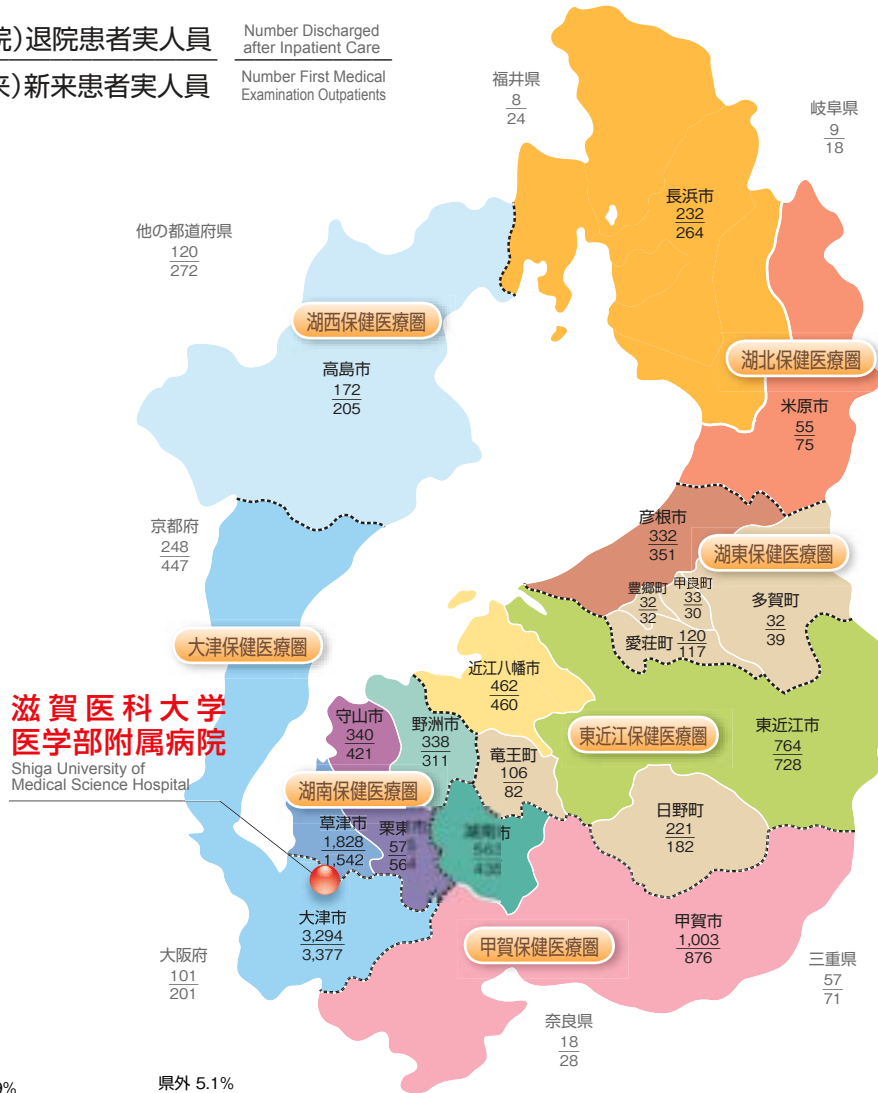 院)退院患者実人員
Number Discharged
after Inpatient Care
来)新来患者実人員
Number First Medical
Examination Outpatients
福井県
8
24
岐阜県
9
18
長浜市
232
264
他の都道府県
120
272
湖西保健医療圏
高島市
172
205
湖北保健医療圏
米原市
55
75
京都府
248
447
彦根市
332
351
湖東保健医療圏
豊郷町
32
32
甲良町
33
30
多賀町
32
39
愛荘町
120
117
大津保健医療圏
近江八幡市
462
460
滋賀医科大学
医学部附属病院
Shiga University of
Medical Science Hospital
守山市
340
421
野洲市
338
311
東近江保健医療圏
東近江市
764
728
竜王町
106
82
湖南保健医療圏
草津市
1,828
1,542
栗東
57
56
市
日野町
221
182
大津市
3,294
3,377
甲賀保健医療圏
甲賀市
1,003
876
大阪府
101
201
三重県
57
71
奈良県
18
28
9%
県外 5.1%